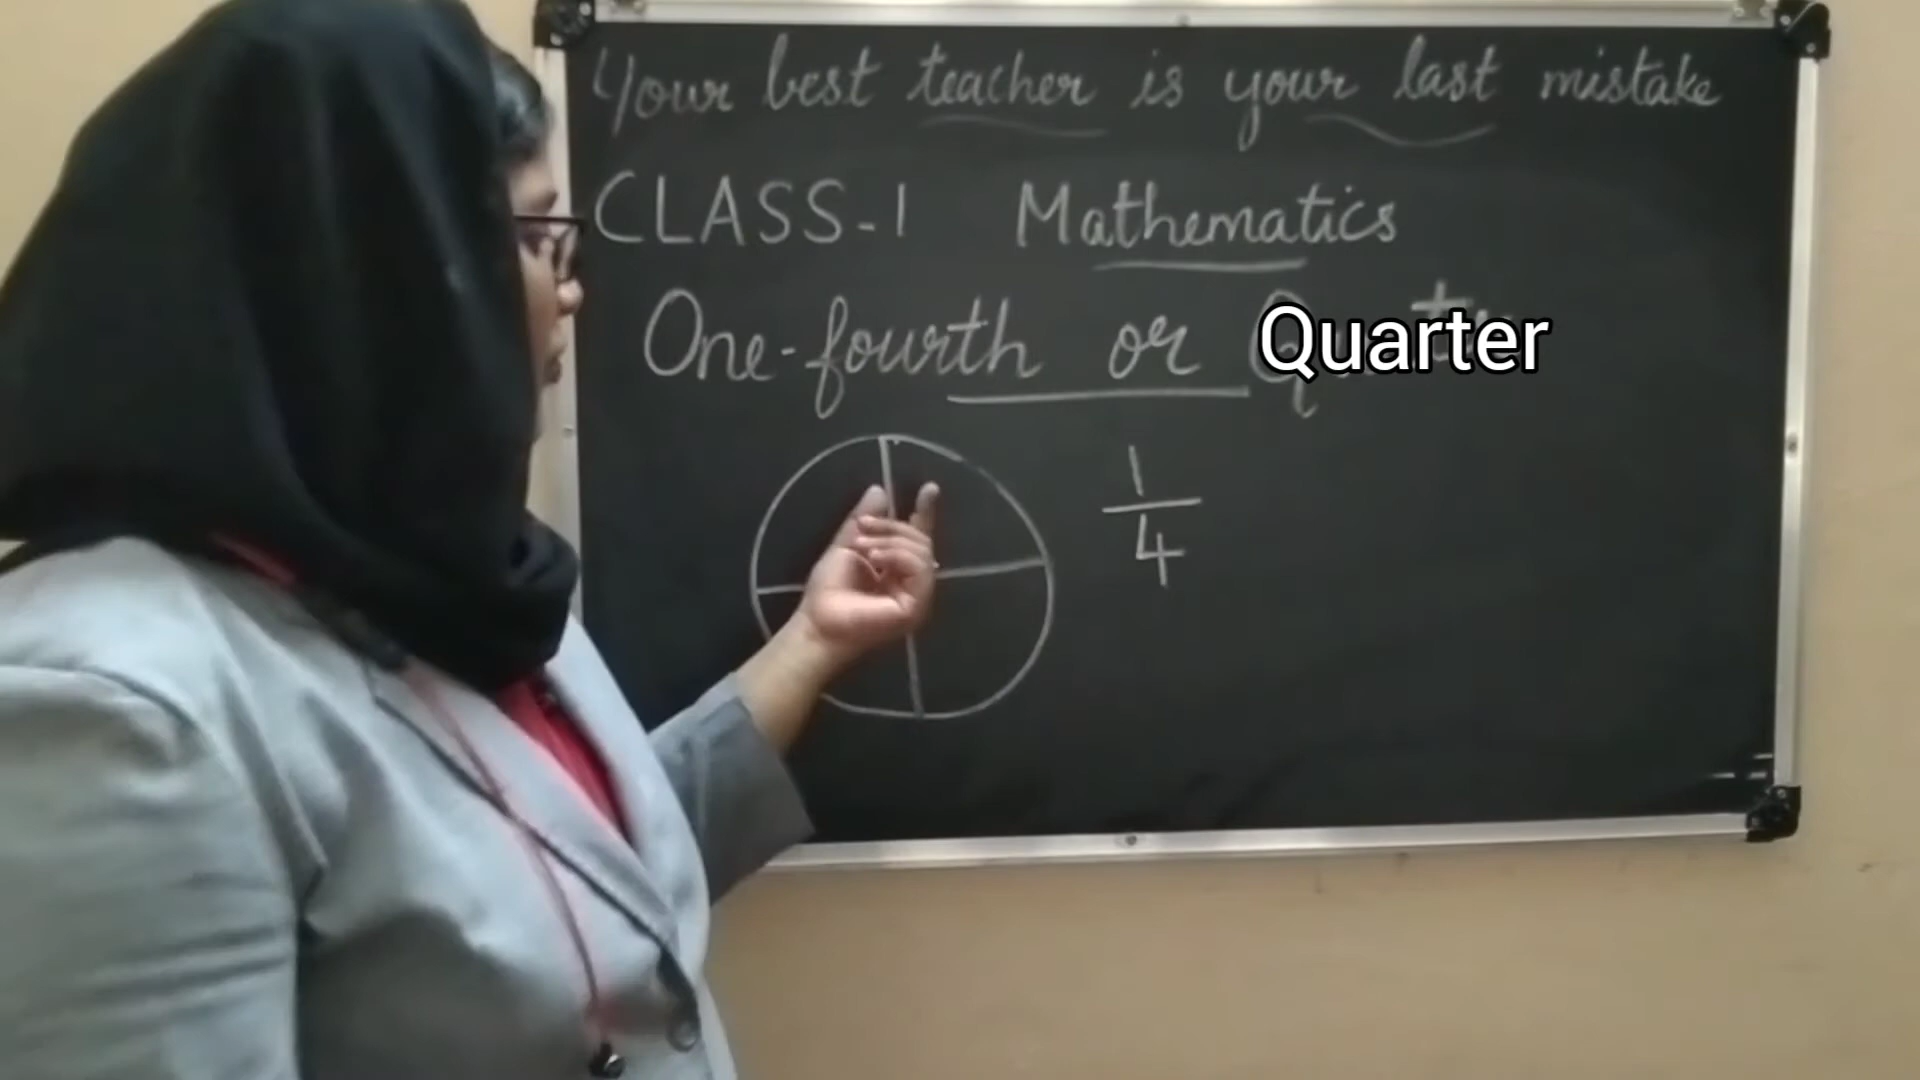 Your best teacher is your last mistake
CLASS-1 Mathematics
One-fourth or Quarter
1
4